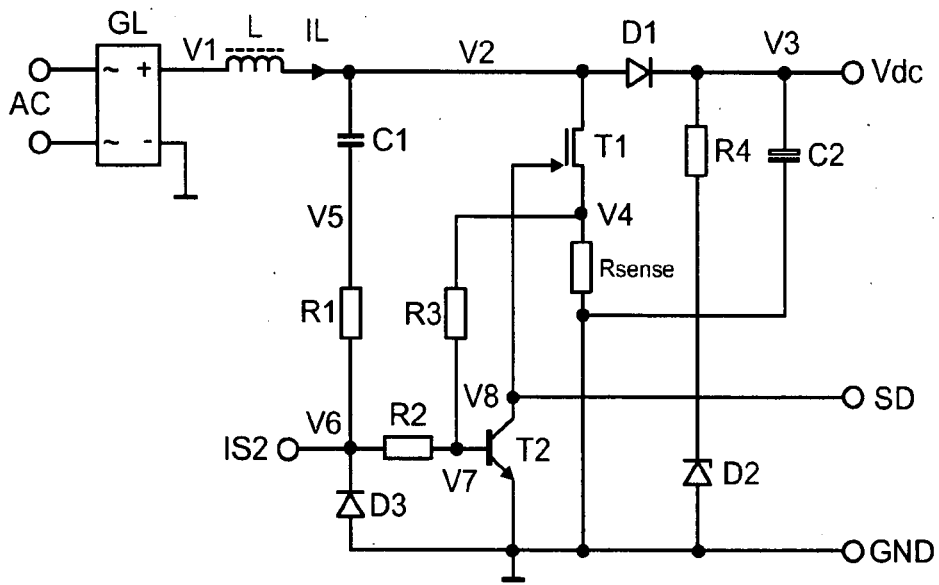 GL
V1
L
IL
V2
D1
V3
~
+
Vdc
AC
~
-
C1
T1
R4
C2
V5
V4
Rsense
R1
R3
V8
SD
V6
R2
IS2
T2
V7
D2
D3
GND